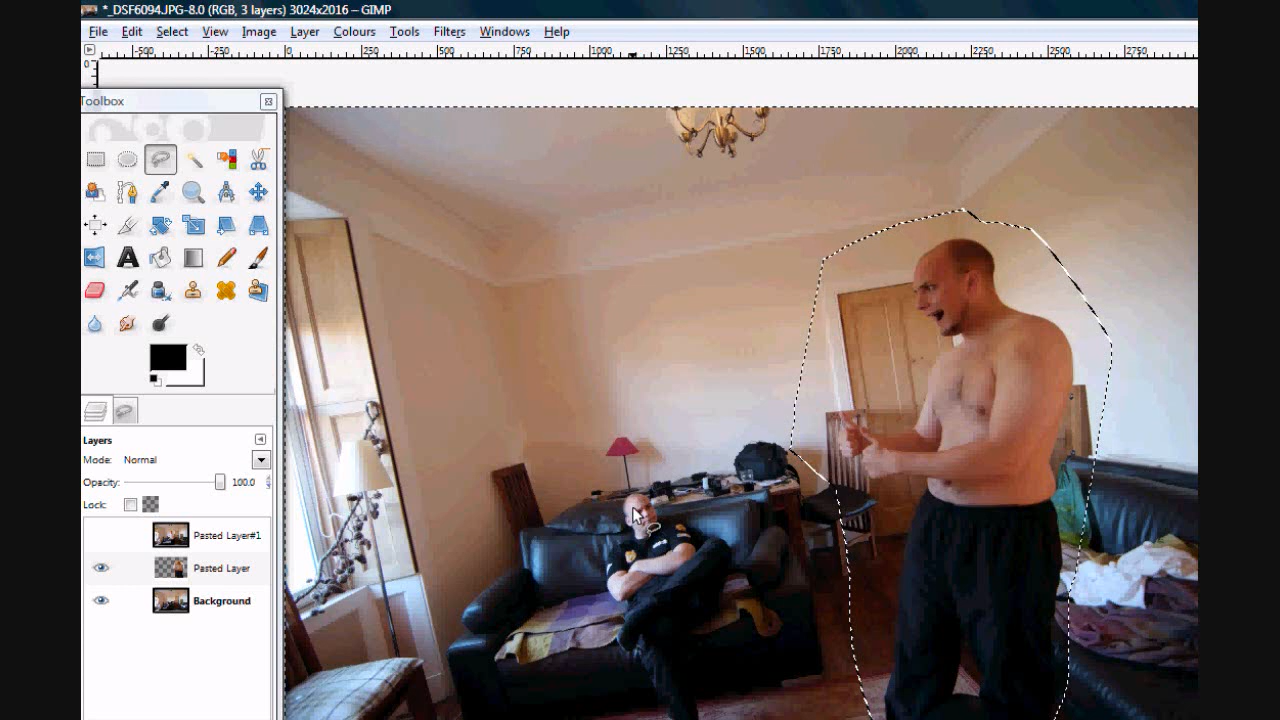 *_DSF6094.JPG-8.0 (RGB, 3 layers) 3024x2016 – GIMP
File Edit Select View Image Layer Colours Tools Filters Windows Help
-500 -250 0 250 500 750 1000 1250 1500 1750 2000 2250 2500 2750
0
Toolbox
Layers
Mode: Normal
Opacity: 100.0
Lock:
Pasted Layer#1
Pasted Layer
Background